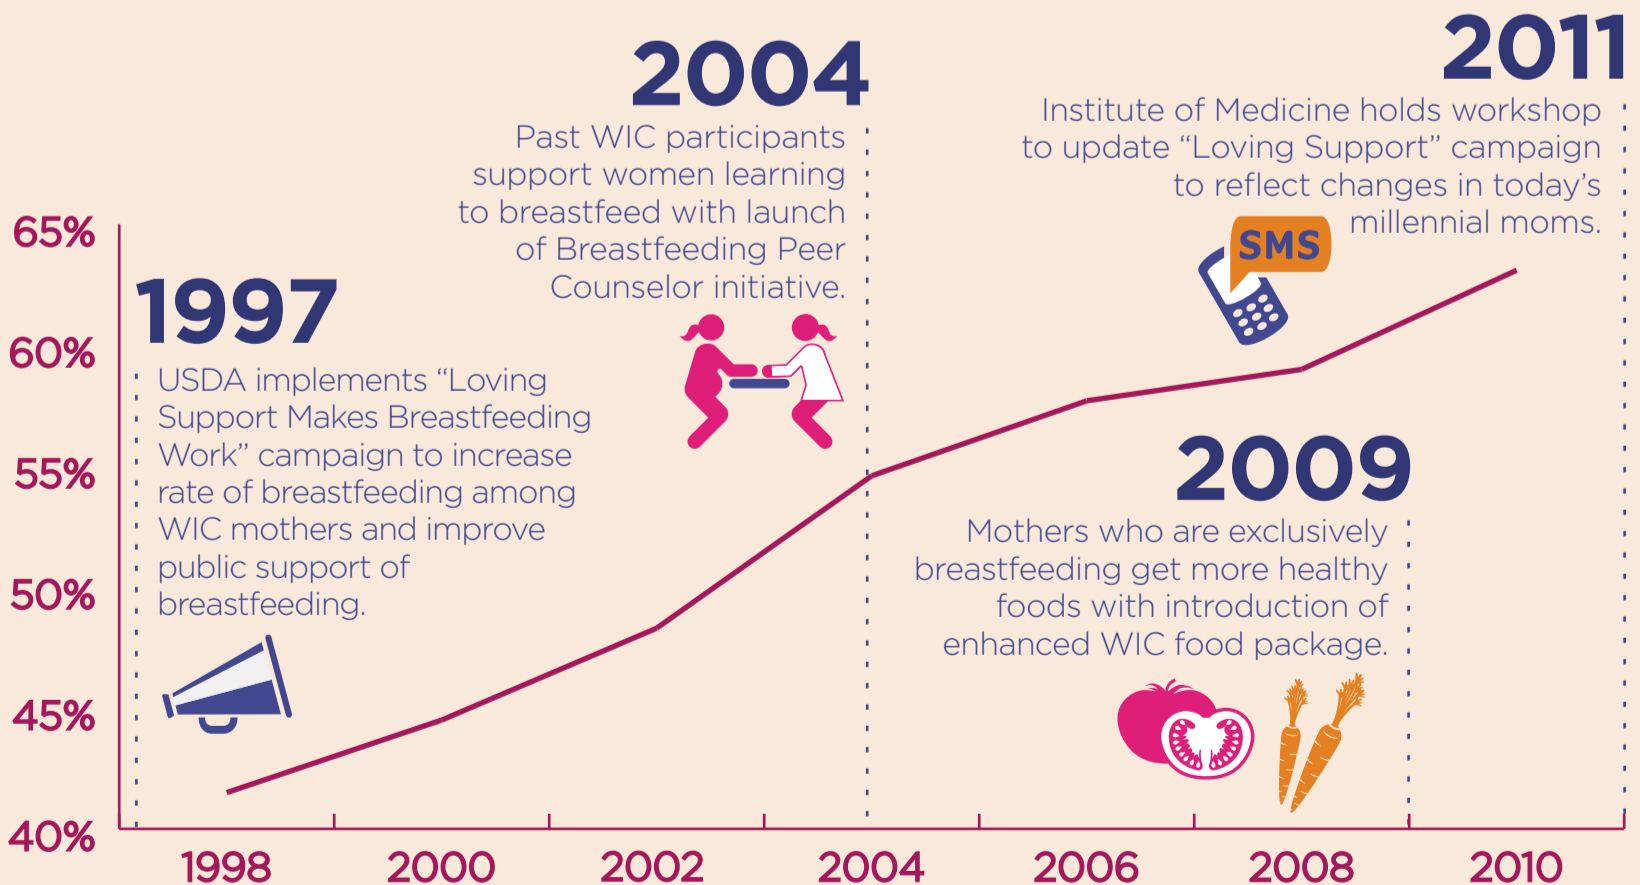 2004
Past WIC participants
support women learning
to breastfeed with launch
of Breastfeeding Peer
Counselor initiative.
2011
Institute of Medicine holds workshop
to update “Loving Support” campaign
to reflect changes in today’s
millennial moms.
SMS
1997
USDA implements “Loving
Support Makes Breastfeeding
Work” campaign to increase
rate of breastfeeding among
WIC mothers and improve
public support of
breastfeeding.
2009
Mothers who are exclusively
breastfeeding get more healthy
foods with introduction of
enhanced WIC food package.
65%
60%
55%
50%
45%
40%
1998 2000 2002 2004 2006 2008 2010